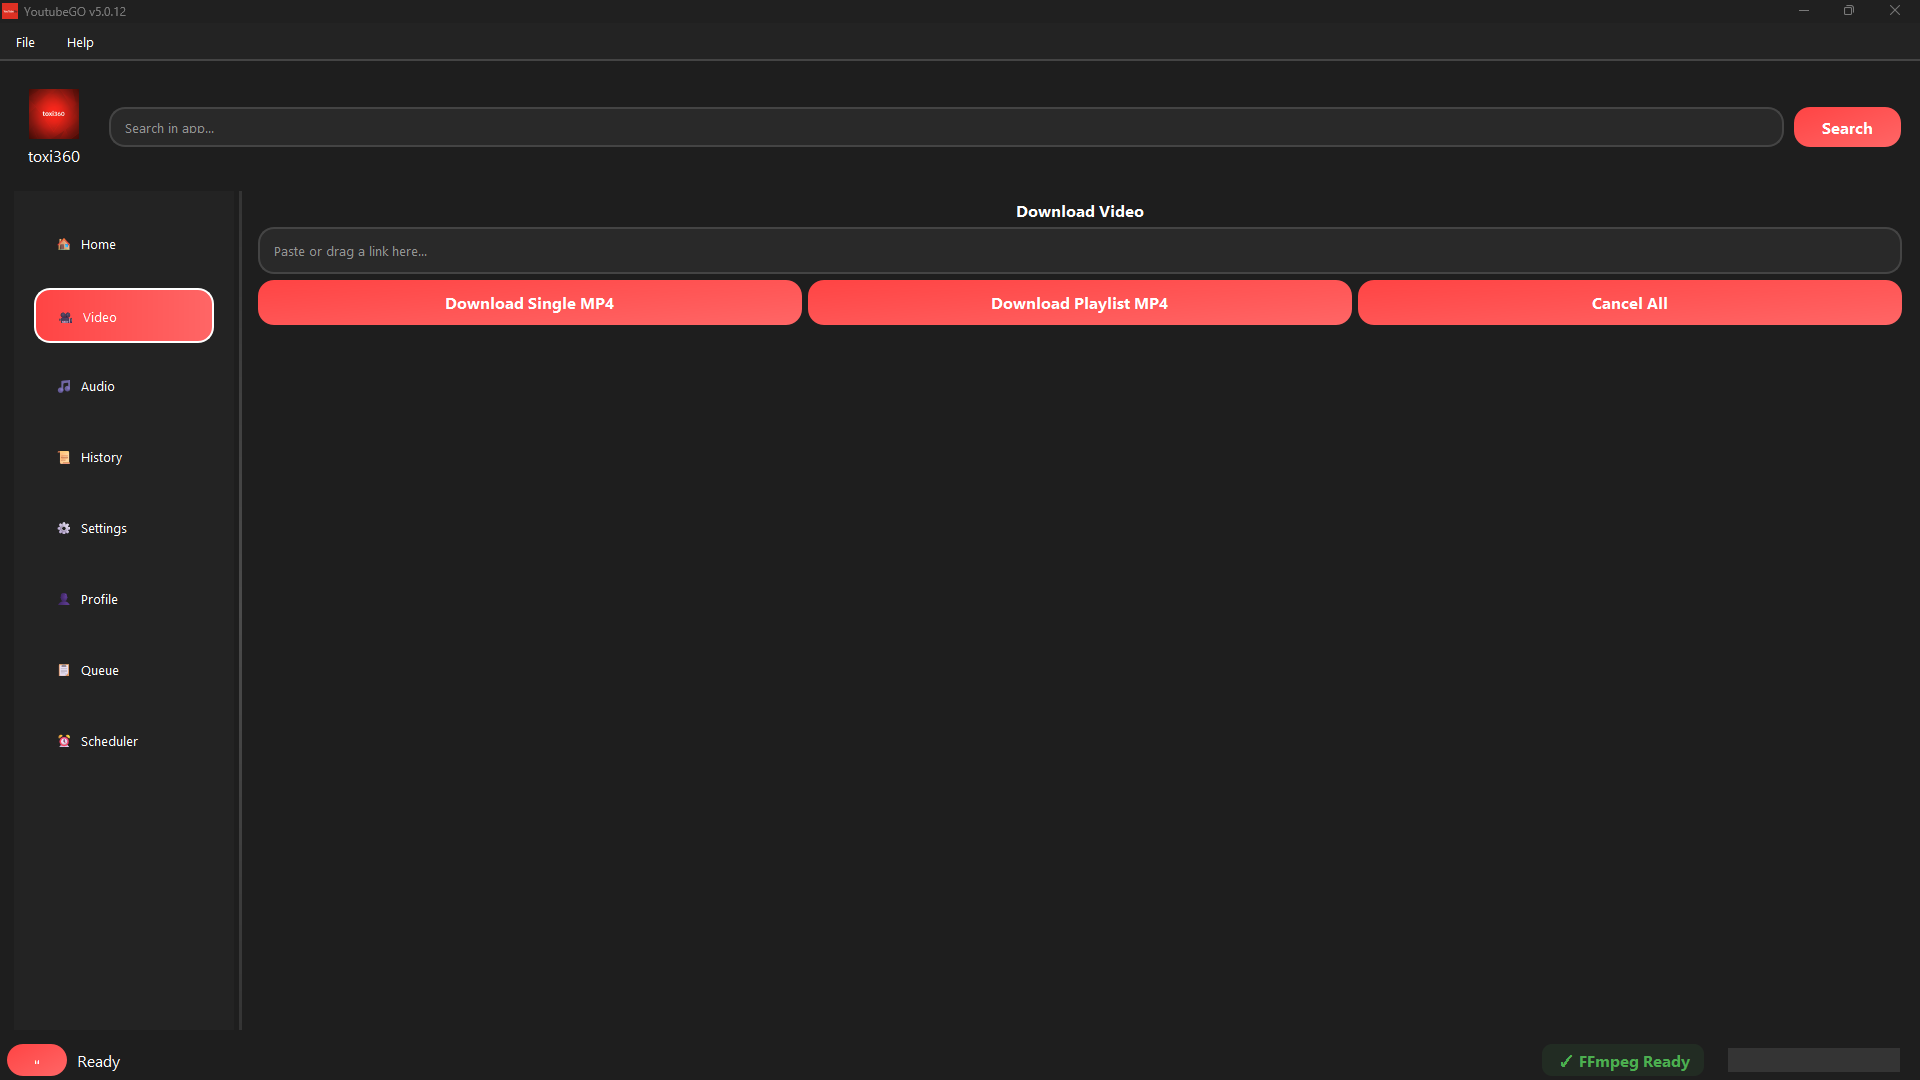 YoutubeGO v5.0.12
File Help
toxi360
Search in app...
Search
toxi360
Home
Video
Audio
History
Settings
Profile
Queue
Scheduler
Download Video
Paste or drag a link here...
Download Single MP4
Download Playlist MP4
Cancel All
Ready
✓ FFmpeg Ready